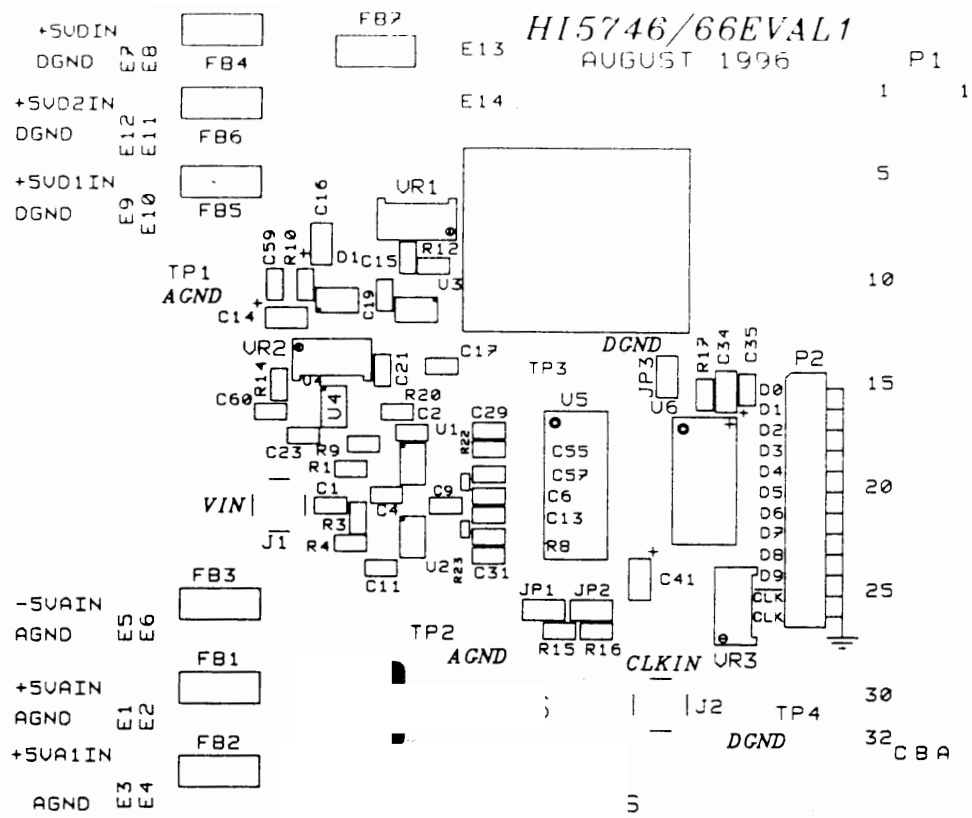 HI5746/66EVAL1
AUGUST 1996
+5VDIN
DGND
E7
E8
FB4
FB7
E13
E14
P1
1
1
+5VD2IN
DGND
E12
E11
FB6
+5VD1IN
DGND
E9
E10
FB5
5
VR1
C16
C59
R10
+
D1
C15
R12
U3
TP1
AGND
C19
10
+
C14
VR2
C21
C17
DGND
TP3
JP3
R17
C34
C35
P2
15
R14
U4
R20
C60
C2
C29
U5
U6
+
+
C23
R9
U1
R22
R1
C55
C57
C6
C13
R8
VIN
C1
C4
C9
R3
J1
R4
U2
R23
C11
C31
D0
D1
D2
D3
D4
D5
D6
D7
D8
D9
CLK
CLK
20
25
+
C41
FB3
-5VAIN
AGND
E5
E6
JP1
JP2
R15
R16
TP2
AGND
CLKIN
VR3
FB1
+5VAIN
AGND
E1
E2
J2
TP4
DGND
30
32
CBA
FB2
+5VA1IN
AGND
E3
E4
S